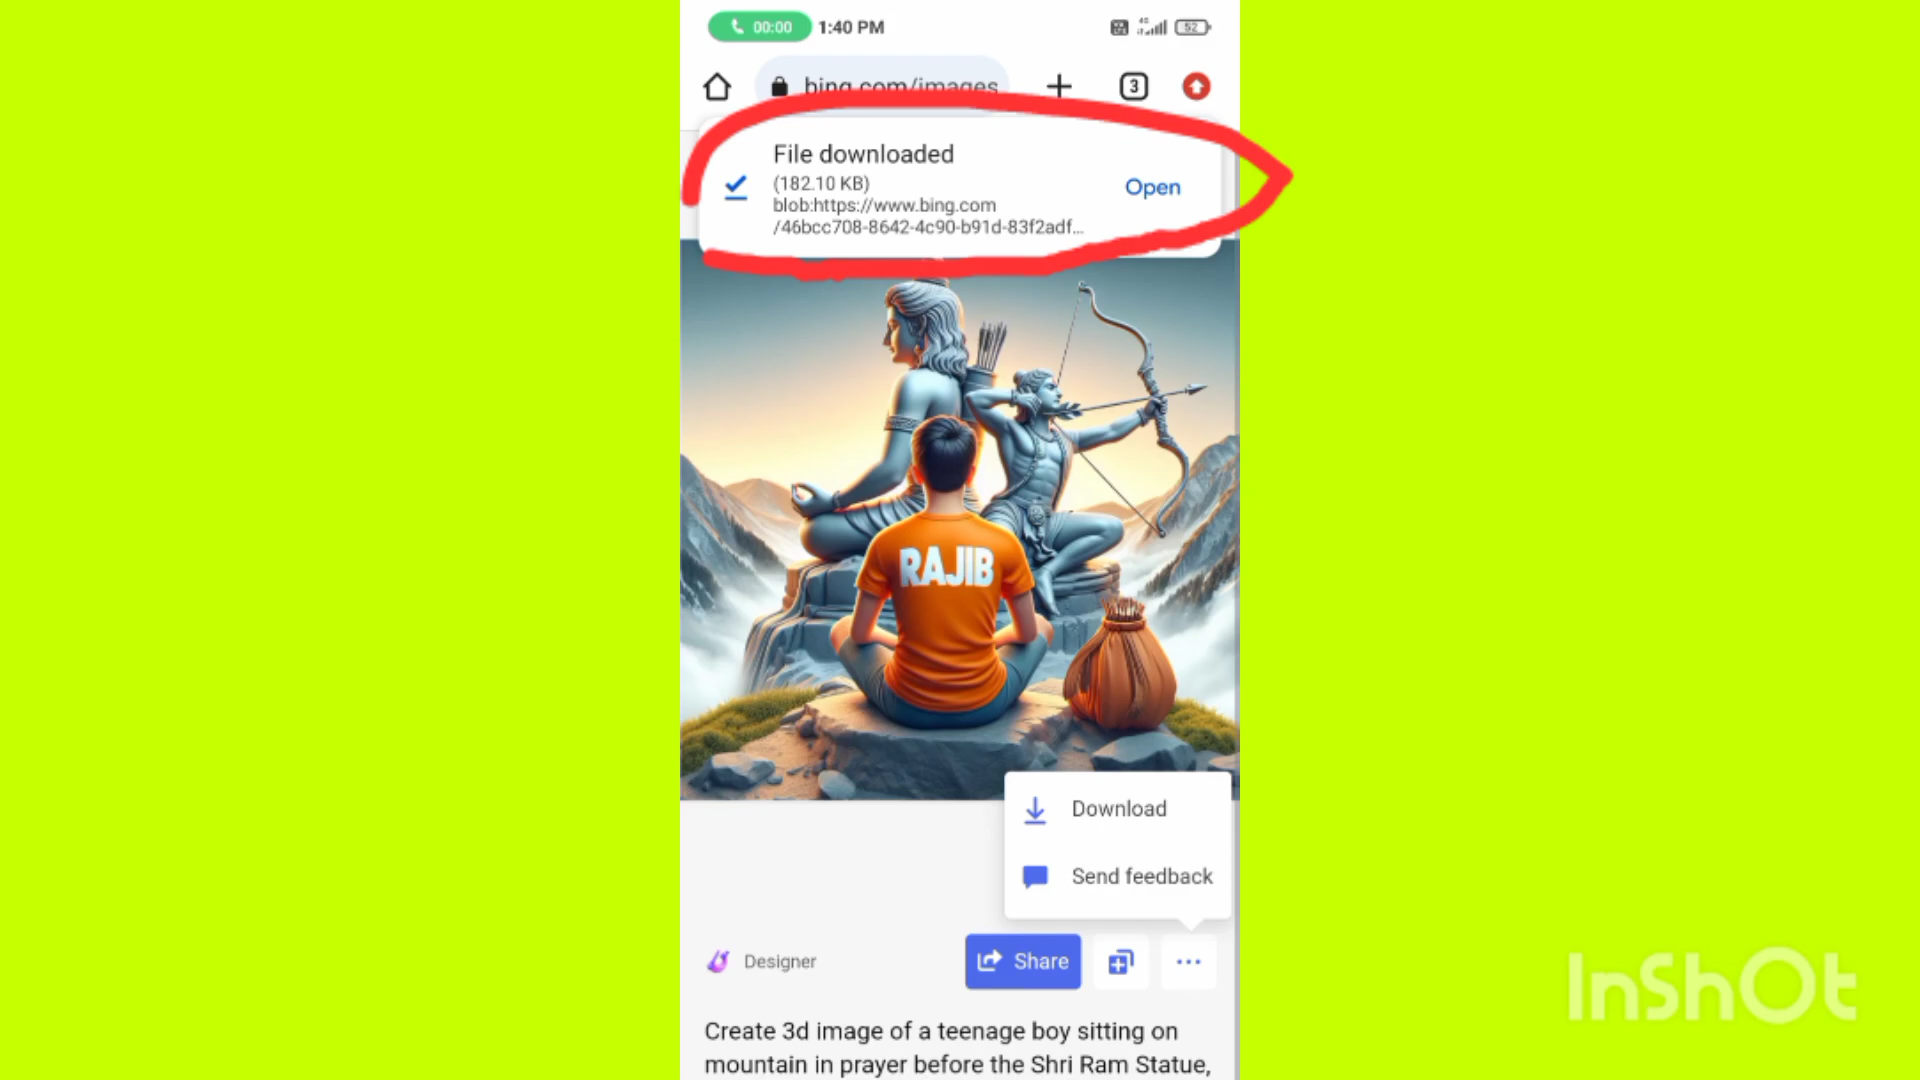 00:00 1:40 PM 4G 52
bing.com/images 3
File downloaded
(182.10 KB)
blob:https://www.bing.com
/46bcc708-8642-4c90-b91d-83f2adf...
Open
RAJIB
Download
Send feedback
Designer
Share
Create 3d image of a teenage boy sitting on
mountain in prayer before the Shri Ram Statue,
InShOt